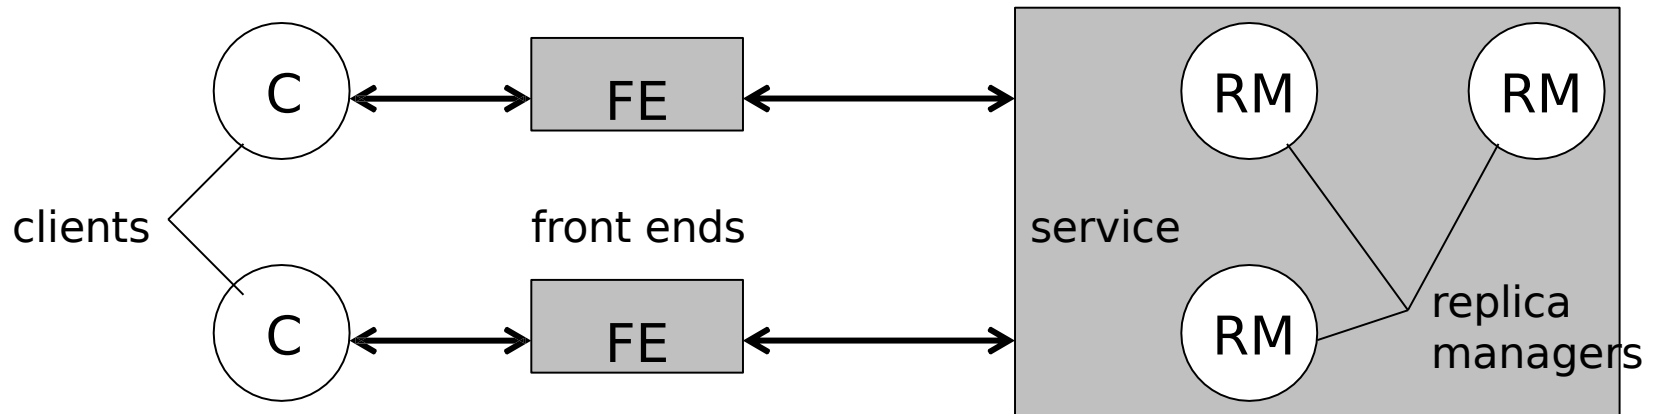 C
FE
RM
RM
clients
front ends
service
C
FE
RM
replica
managers